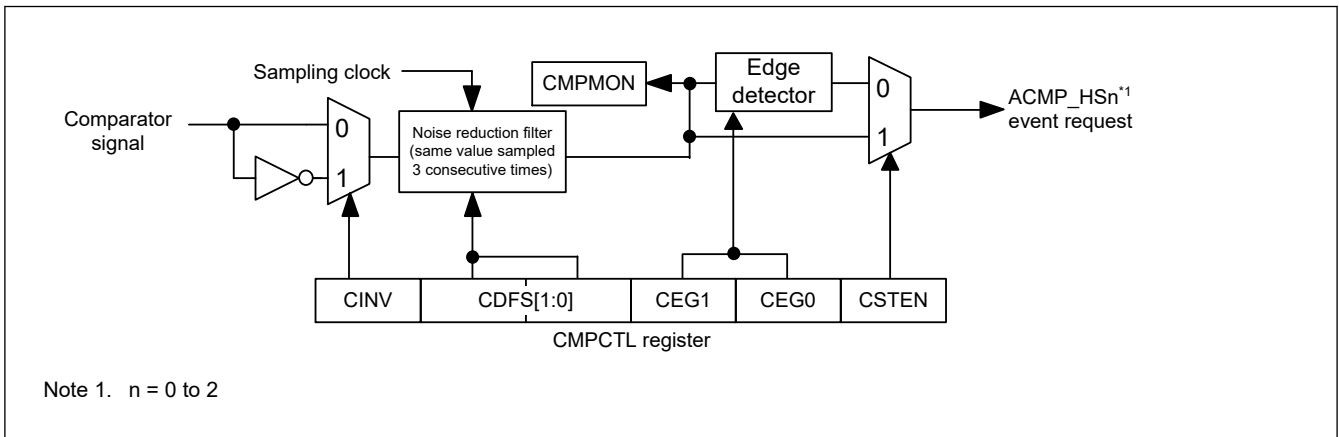 Sampling clock
CMPMON
Edge
detector
0
1
ACMP_HSn*1
event request
Comparator
signal
0
1
Noise reduction filter
(same value sampled
3 consecutive times)
CINV
CDFS[1:0]
CEG1
CEG0
CSTEN
CMPCTL register
Note 1. n = 0 to 2